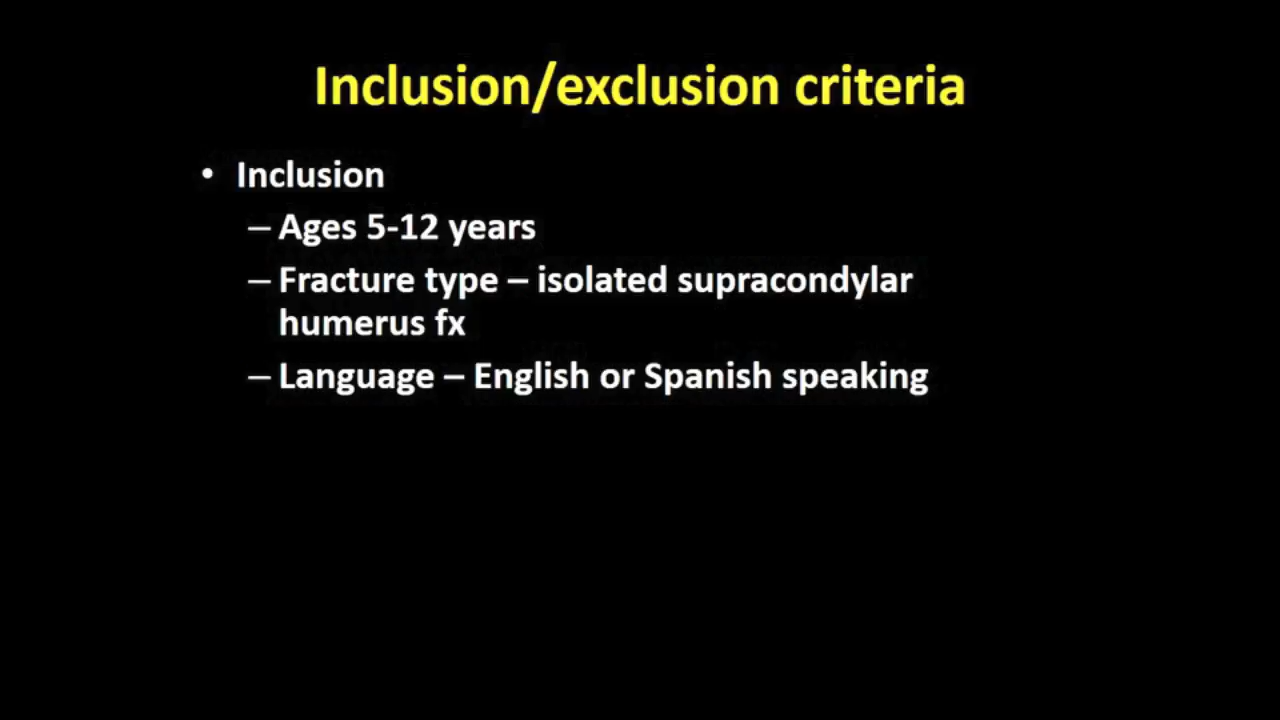 Inclusion/exclusion criteria
• Inclusion
– Ages 5-12 years
– Fracture type – isolated supracondylar
humerus fx
– Language – English or Spanish speaking